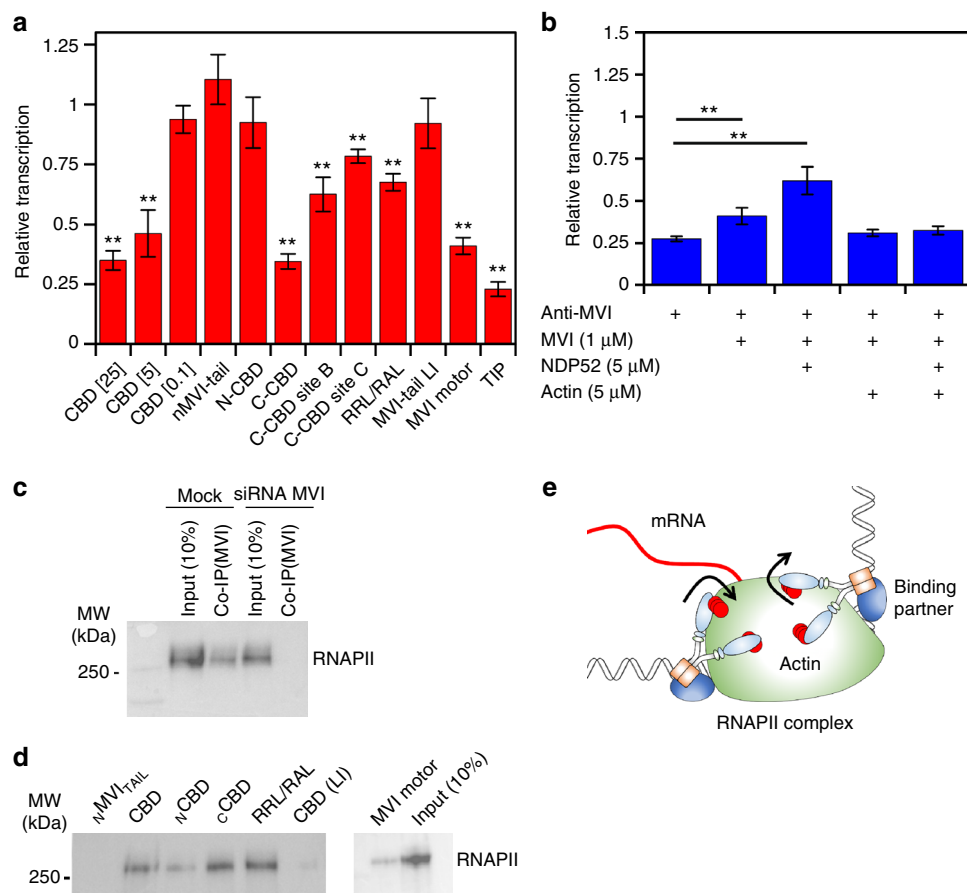 a
Relative transcription
1.25
1
0.75
0.5
0.25
0
**
**
**
**
**
**
**
**
CBD [25]
CBD [5]
CBD [0.1]
nMVI-tail
N-CBD
C-CBD
C-CBD site B
C-CBD site C
RRL/RAL
MVI-tail LI
MVI motor
TIP
b
Relative transcription
1.5
1
0.75
0.5
0.25
0
**
**
Anti-MVI + + + + +
MVI (1 µM) + + + +
NDP52 (5 µM) + +
Actin (5 µM) + +
c
Mock siRNA MVI
Input (10%)
Co-IP(MVI)
Input (10%)
Co-IP(MVI)
MW
(kDa)
250 -
RNAPII
d
NMVITAIL
CBD
NCBD
CCBD
RRL/RAL
CBD (LI)
MVI motor
Input (10%)
MW
(kDa)
250 -
RNAPII
e
mRNA
Binding
partner
Actin
RNAPII complex